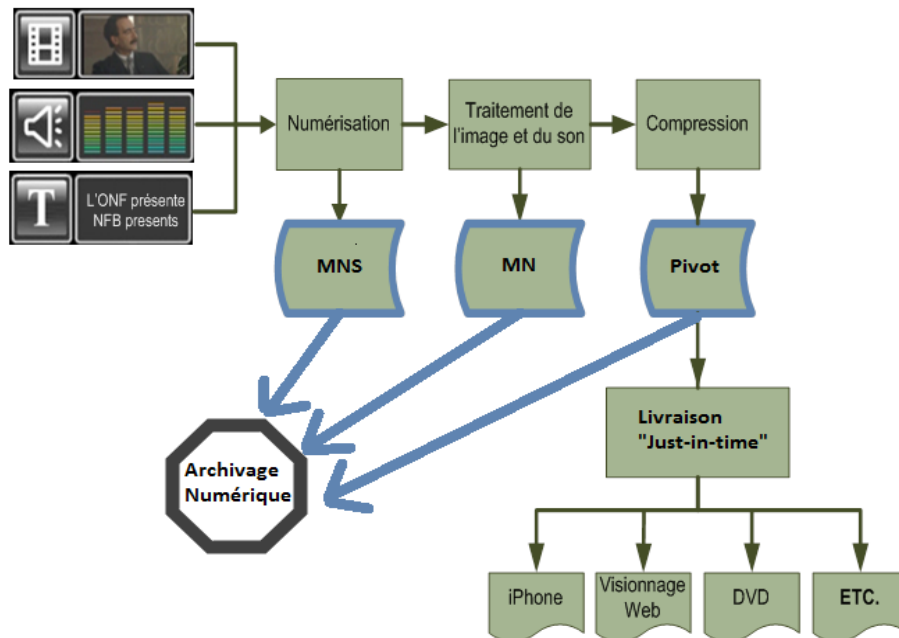 T
L'ONF présente
NFB presents
Numérisation
Traitement de
l'image et du son
Compression
MNS
MN
Pivot
Archivage
Numérique
Livraison
"Just-in-time"
iPhone
Visionnage
Web
DVD
ETC.